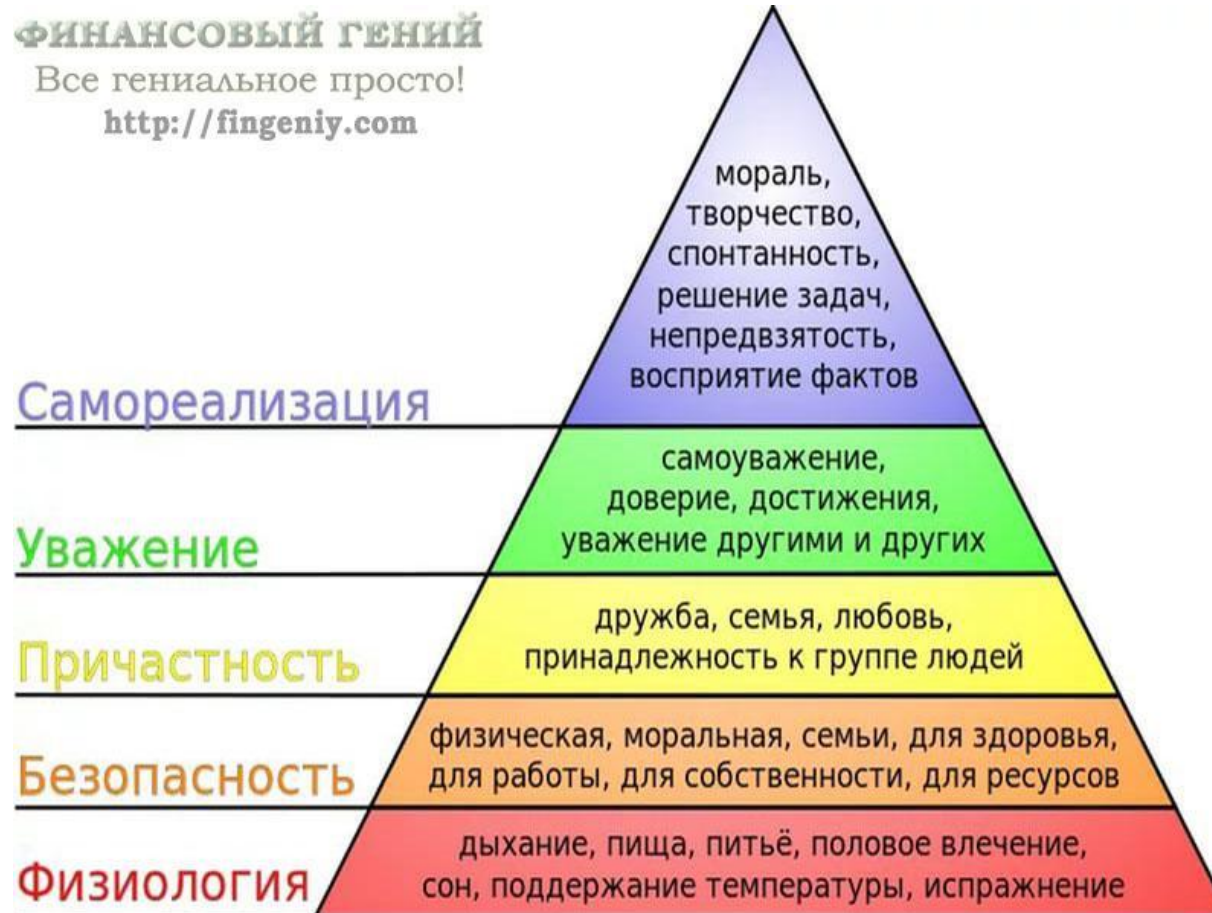 ФИНАНСОВЫЙ ГЕНИЙ
Все гениальное просто!
http://fingeniy.com
мораль,
творчество,
спонтанность,
решение задач,
непредвзятость,
восприятие фактов
Самореализация
самоуважение,
доверие, достижения,
уважение другими и других
Уважение
дружба, семья, любовь,
принадлежность к группе людей
Причастность
физическая, моральная, семьи, для здоровья,
для работы, для собственности, для ресурсов
Безопасность
дыхание, пища, питьё, половое влечение,
сон, поддержание температуры, испражнение
Физиология